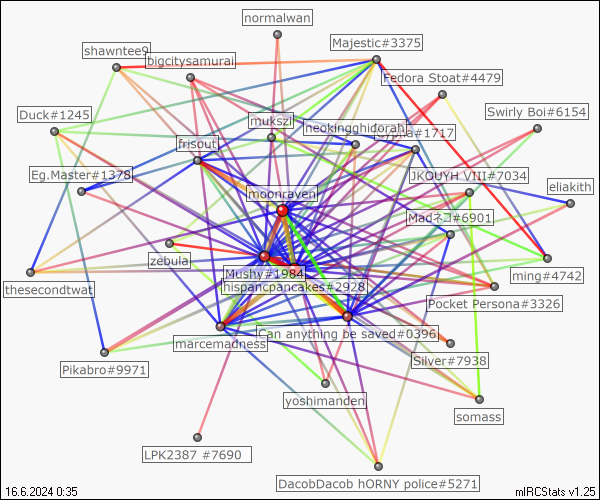 normalwan
shawntee9
bigcitysamurai
Majestic#3375
Fedora Stoat#4479
Duck#1245
mukszi
neokingghidorah
#1717
Swirly Boi#6154
frisout
Eg.Master#1378
JKOUYH VIII#7034
moonraven
eliakith
Madネコ#6901
zebula
Mushy#1984
ming#4742
thesecondtwat
hispancpancakes#2928
Pocket Persona#3326
marcemadness
Can anything be saved#0396
Pikabro#9971
Silver#7938
yoshimanden
somass
LPK2387 #7690
DacobDacob hORNY police#5271
16.6.2024 0:35
mIRCStats v1.25